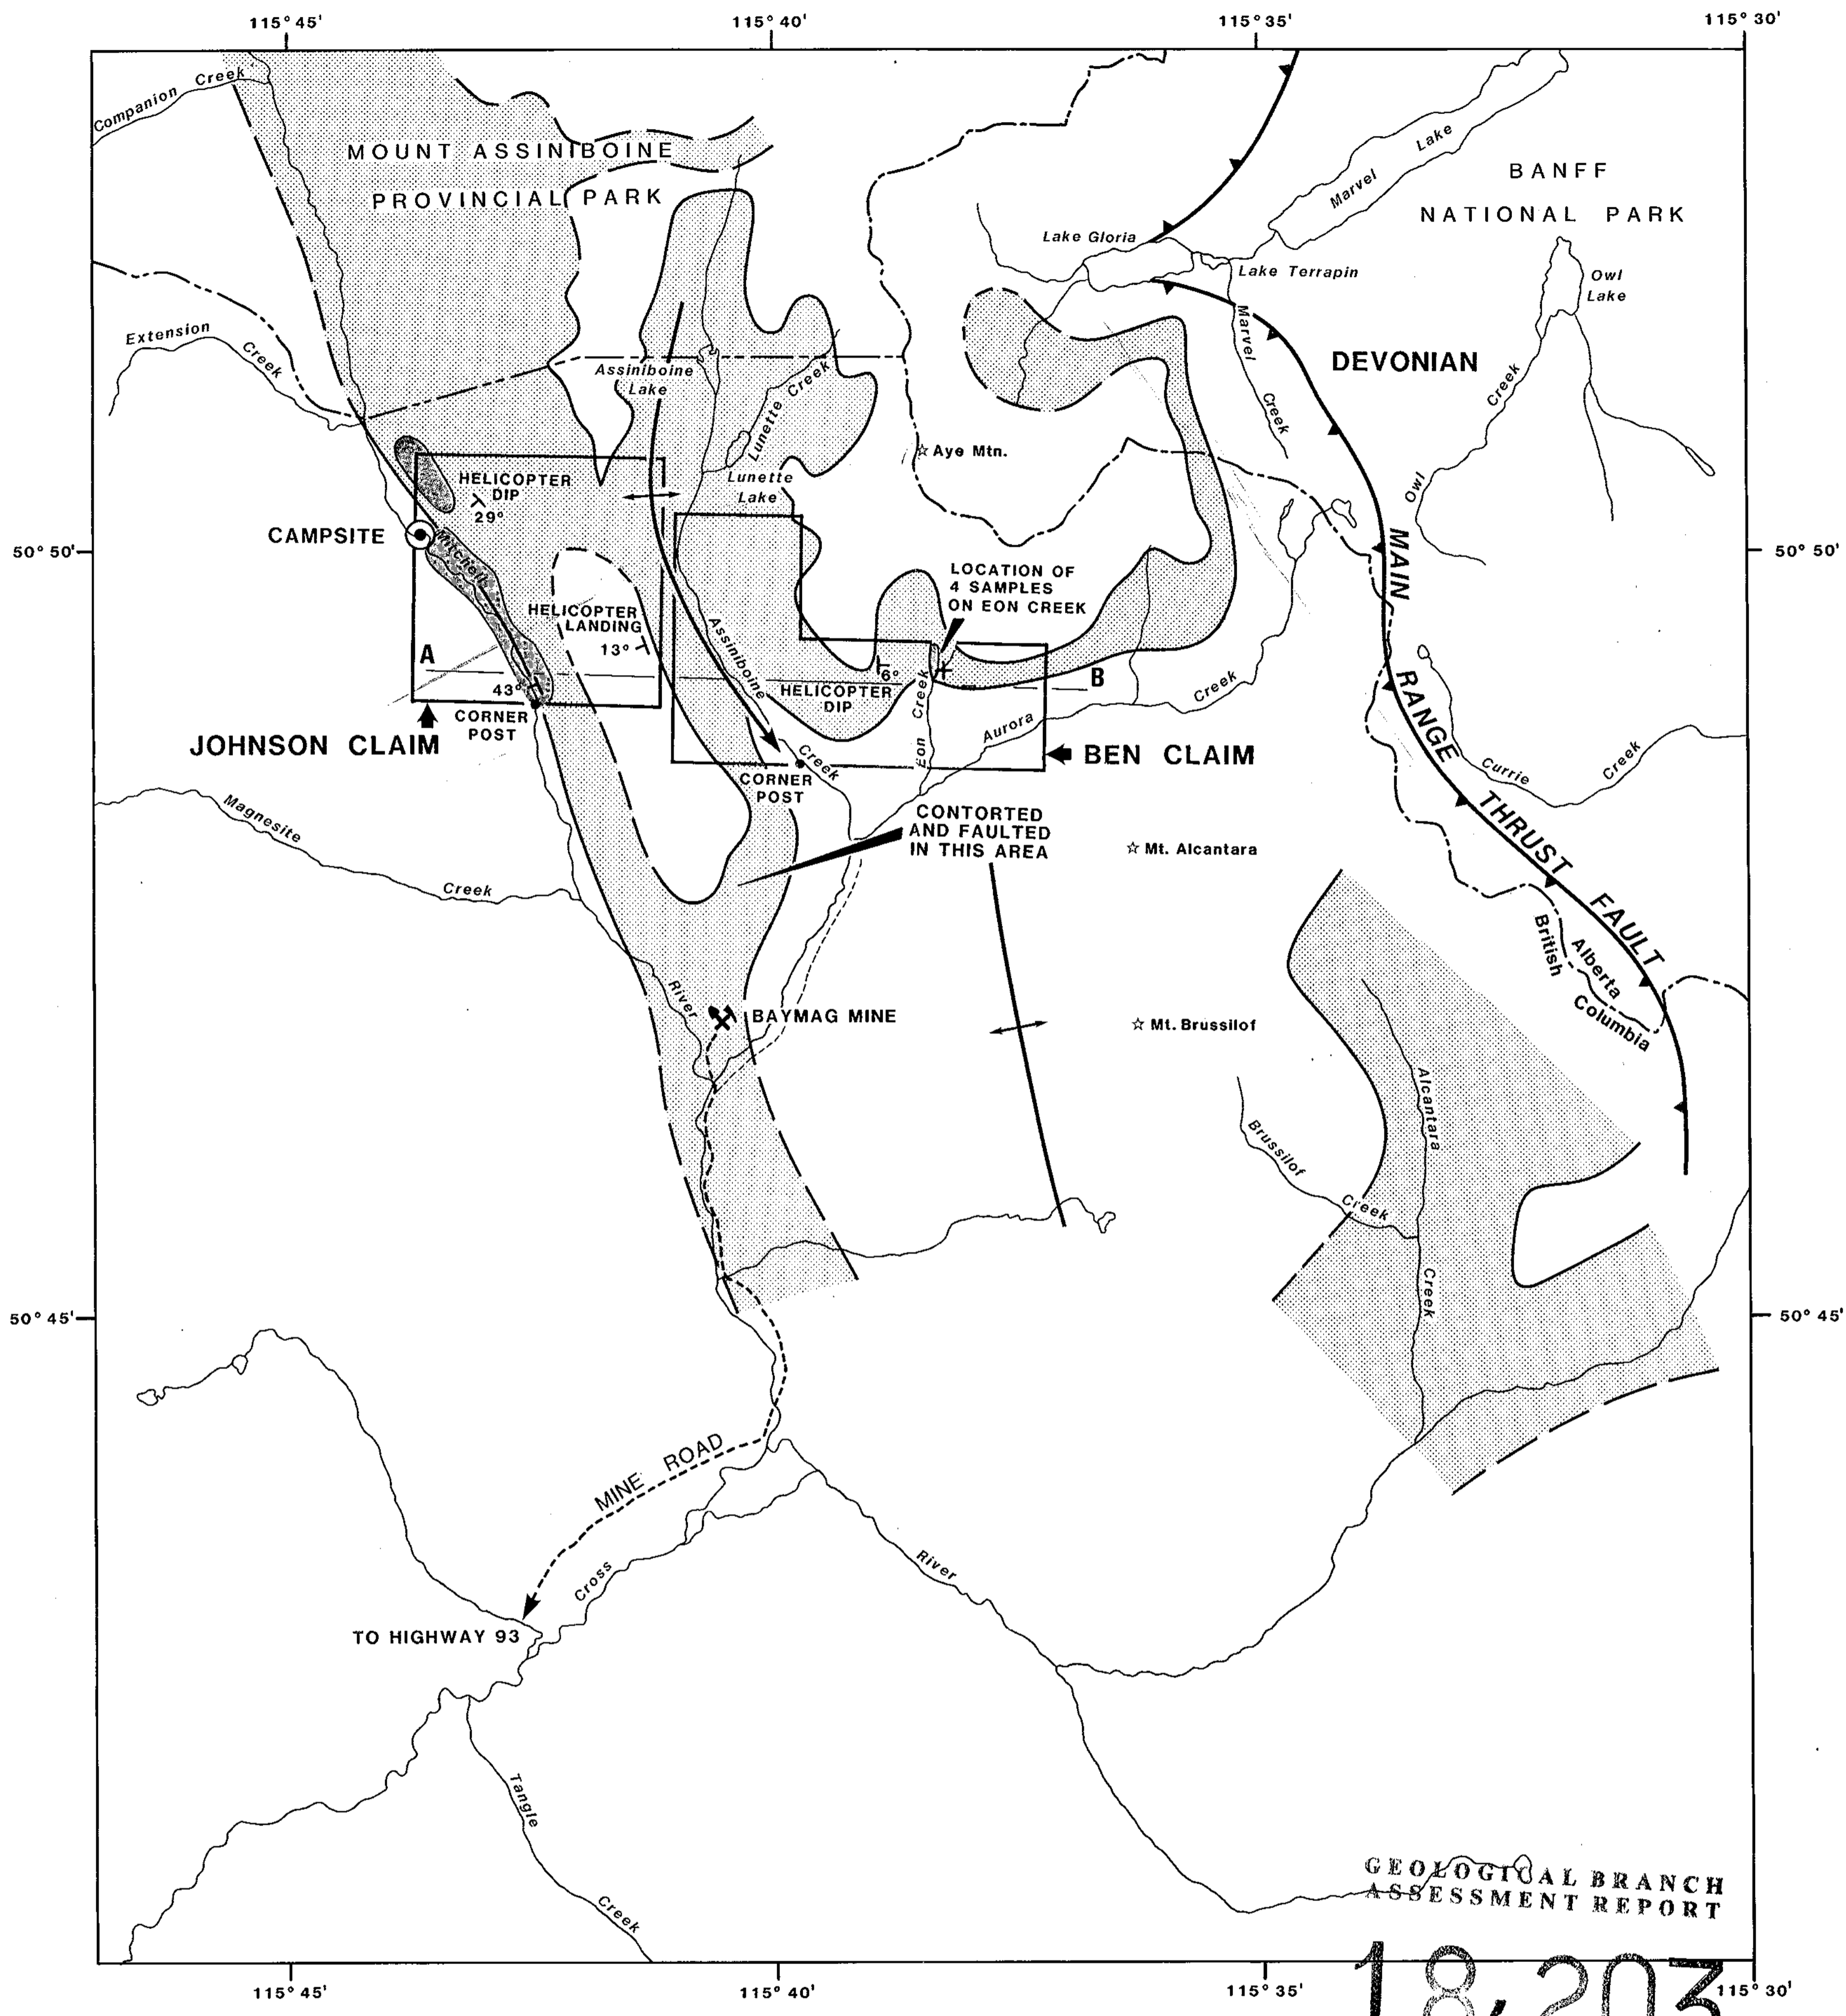 115° 45'
115° 40'
115° 35'
115° 30'
Companion Creek
MOUNT ASSINIBOINE
PROVINCIAL PARK
Marvel Lake
BANFF
NATIONAL PARK
Lake Gloria
Lake Terrapin
Owl
Lake
Extension Creek
Marvel Creek
DEVONIAN
Assiniboine
Lake
Lunette Creek
Owl Creek
Aye Mtn.
HELICOPTER
DIP
29°
Lunette
Lake
CAMPSITE
50° 50'
50° 50'
Mitchell
LOCATION OF
4 SAMPLES
ON EON CREEK
HELICOPTER
LANDING
13°
Assiniboine Creek
A
43°
6°
HELICOPTER
DIP
B
Eon Creek
Aurora Creek
CORNER
POST
JOHNSON CLAIM
BEN CLAIM
CORNER
POST
MAIN RANGE THRUST FAULT
Currie Creek
Magnesite Creek
CONTORTED
AND FAULTED
IN THIS AREA
Mt. Alcantara
British Columbia
Alberta
River
BAYMAG MINE
Mt. Brussilof
Alcantara Creek
Brussilof Creek
50° 45'
50° 45'
MINE ROAD
Cross River
TO HIGHWAY 93
Tangle Creek
GEOLOGICAL BRANCH
ASSESSMENT REPORT
18,203
115° 45'
115° 40'
115° 35'
115° 30'